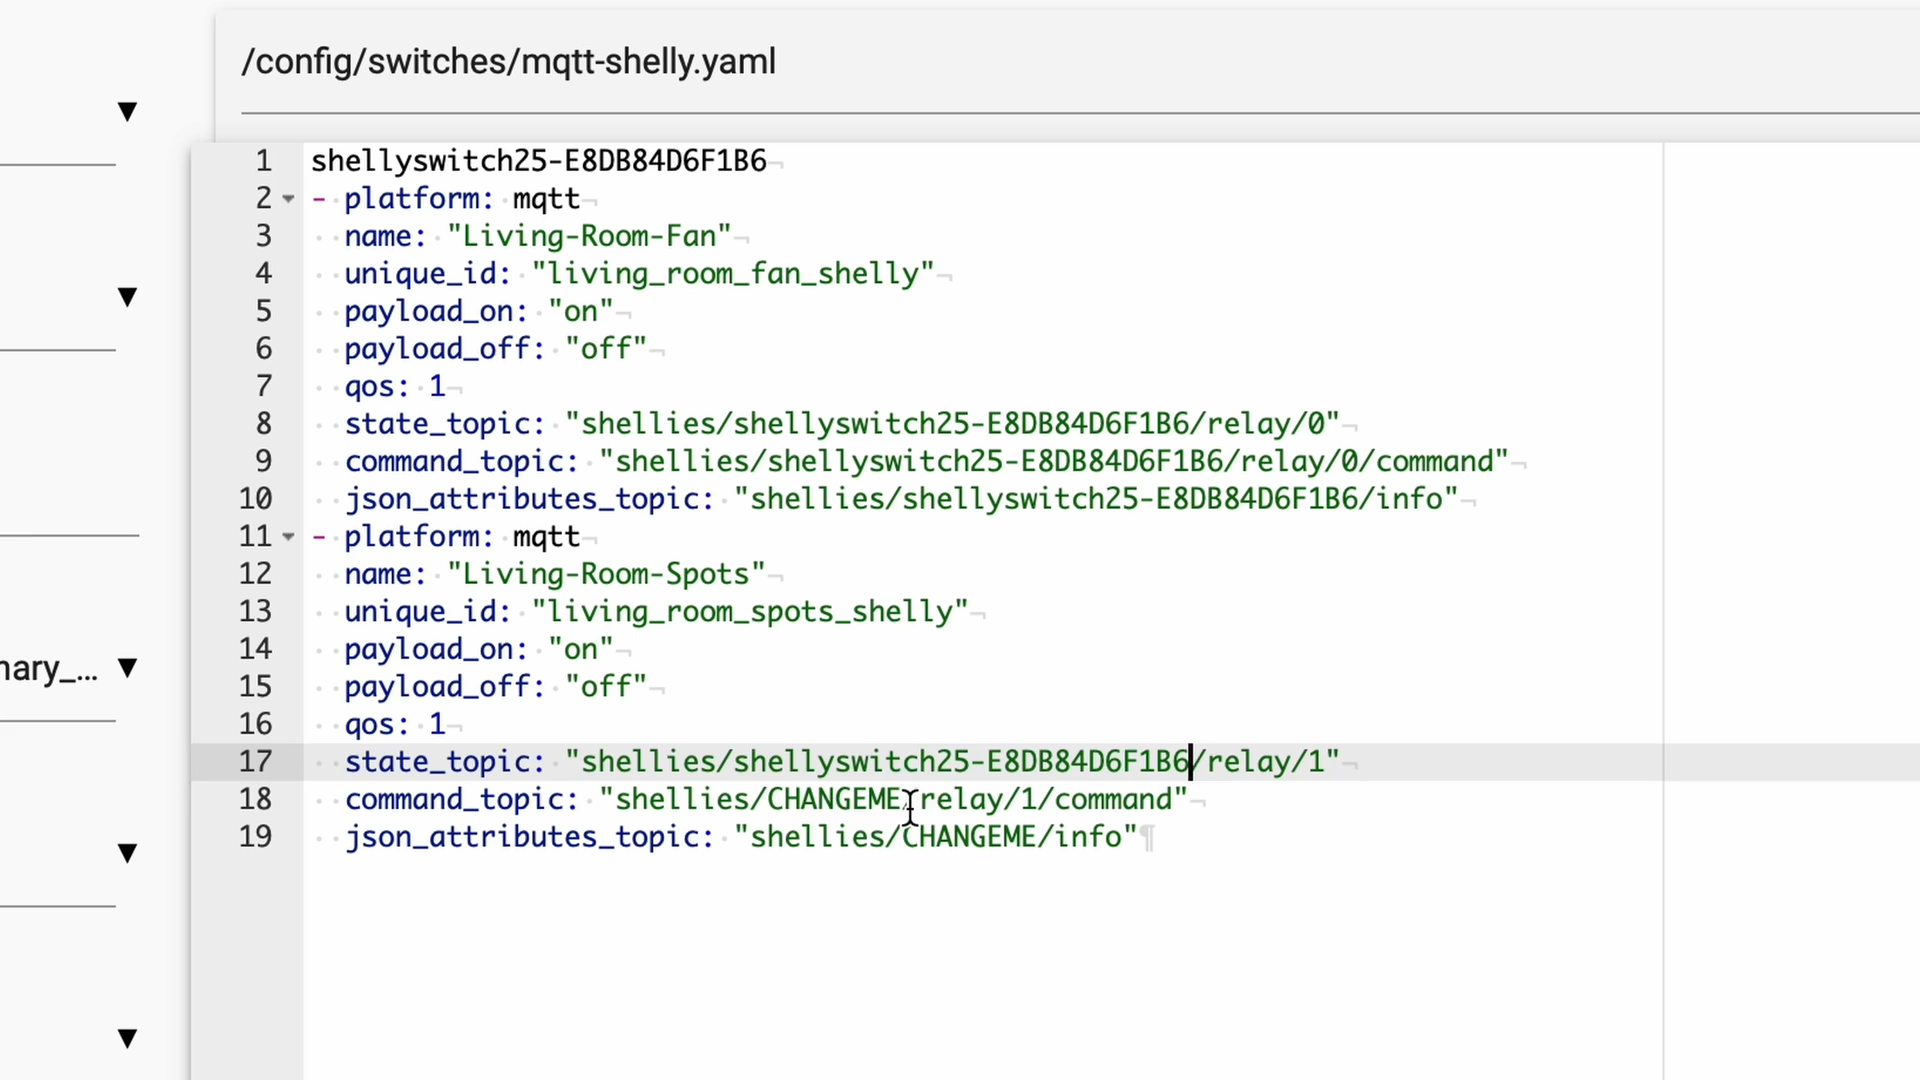 /config/switches/mqtt-shelly.yaml
1 shellyswitch25-E8DB84D6F1B6
2 - platform: mqtt
3 name: "Living-Room-Fan"
4 unique_id: "living_room_fan_shelly"
5 payload_on: "on"
6 payload_off: "off"
7 qos: 1
8 state_topic: "shellies/shellyswitch25-E8DB84D6F1B6/relay/0"
9 command_topic: "shellies/shellyswitch25-E8DB84D6F1B6/relay/0/command"
10 json_attributes_topic: "shellies/shellyswitch25-E8DB84D6F1B6/info"
11 - platform: mqtt
12 name: "Living-Room-Spots"
13 unique_id: "living_room_spots_shelly"
14 payload_on: "on"
15 payload_off: "off"
16 qos: 1
nary_...
17 state_topic: "shellies/shellyswitch25-E8DB84D6F1B6/relay/1"
18 command_topic: "shellies/CHANGEME/relay/1/command"
19 json_attributes_topic: "shellies/CHANGEME/info"